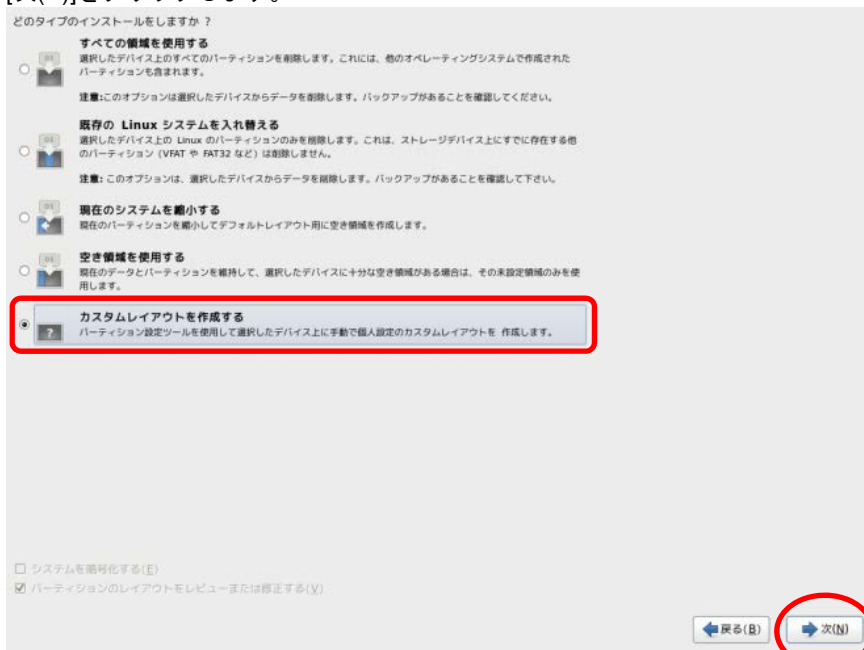 どのタイプのインストールをしますか ?
すべての領域を使用する
選択したデバイス上のすべてのパーティションを削除します。これには、他のオペレーティングシステムで作成された
パーティションも含まれます。
注意:このオプションは選択したデバイスからデータを削除します。バックアップがあることを確認してください。
既存の Linux システムを入れ替える
選択したデバイス上の Linux のパーティションのみを削除します。これは、ストレージデバイス上にすでに存在する他
のパーティション (VFAT や FAT32 など) は削除しません。
注意: このオプションは、選択したデバイスからデータを削除します。バックアップがあることを確認して下さい。
現在のシステムを縮小する
現在のパーティションを縮小してデフォルトレイアウト用に空き領域を作成します。
空き領域を使用する
現在のデータとパーティションを維持して、選択したデバイスに十分な空き領域がある場合は、その未設定領域のみを使
用します。
カスタムレイアウトを作成する
パーティション設定ツールを使用して選択したデバイス上に手動で個人設定のカスタムレイアウトを 作成します。
システムを暗号化する(E)
パーティションのレイアウトをレビューまたは修正する(V)
戻る(B) 次(N)